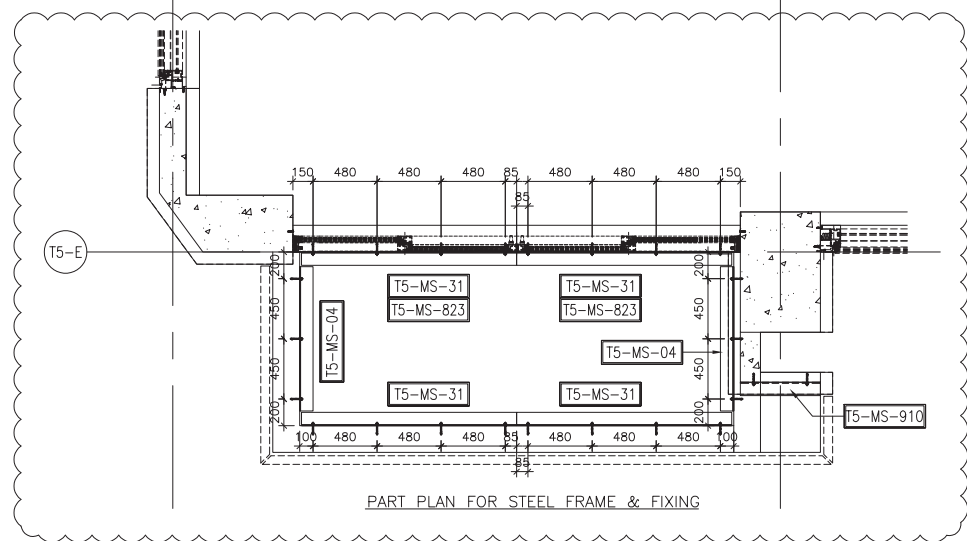 150 480 480 480 85 480 480 480 150
85
T5-E
200
200
T5-MS-31
T5-MS-31
T5-MS-823
T5-MS-823
450
450
T5-MS-04
T5-MS-04
450
450
T5-MS-31
T5-MS-31
200
200
T5-MS-910
100 480 480 480 85 480 480 480 100
85
PART PLAN FOR STEEL FRAME & FIXING